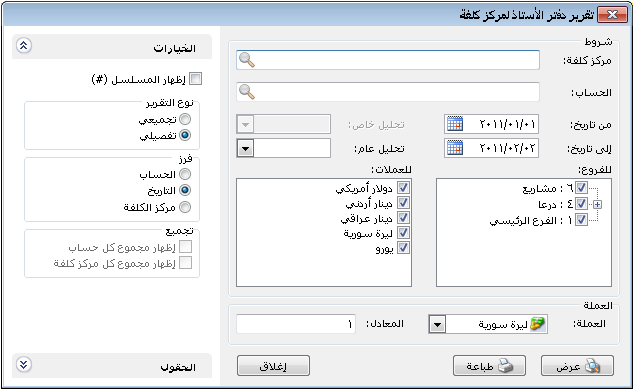 تقرير دفتر الأستاذ لمركز كلفة
شروط
مركز كلفة:
الحساب:
من تاريخ: ٢٠١١/٠١/٠١ تحليل خاص:
إلى تاريخ: ٢٠١١/٠٢/٠٢ تحليل عام:
للفروع:
٦ : مشاريع
٤ : درعا
١ : الفرع الرئيسي
للعملات:
دولار أمريكي
دينار أردني
دينار عراقي
ليرة سورية
يورو
العملة
العملة: ليرة سورية المعادل: ١
عرض طباعة إغلاق
الخيارات
إظهار المسلسل (#)
نوع التقرير
تجميعي
تفصيلي
فرز
الحساب
التاريخ
مركز الكلفة
تجميع
إظهار مجموع كل حساب
إظهار مجموع كل مركز كلفة
الحقول